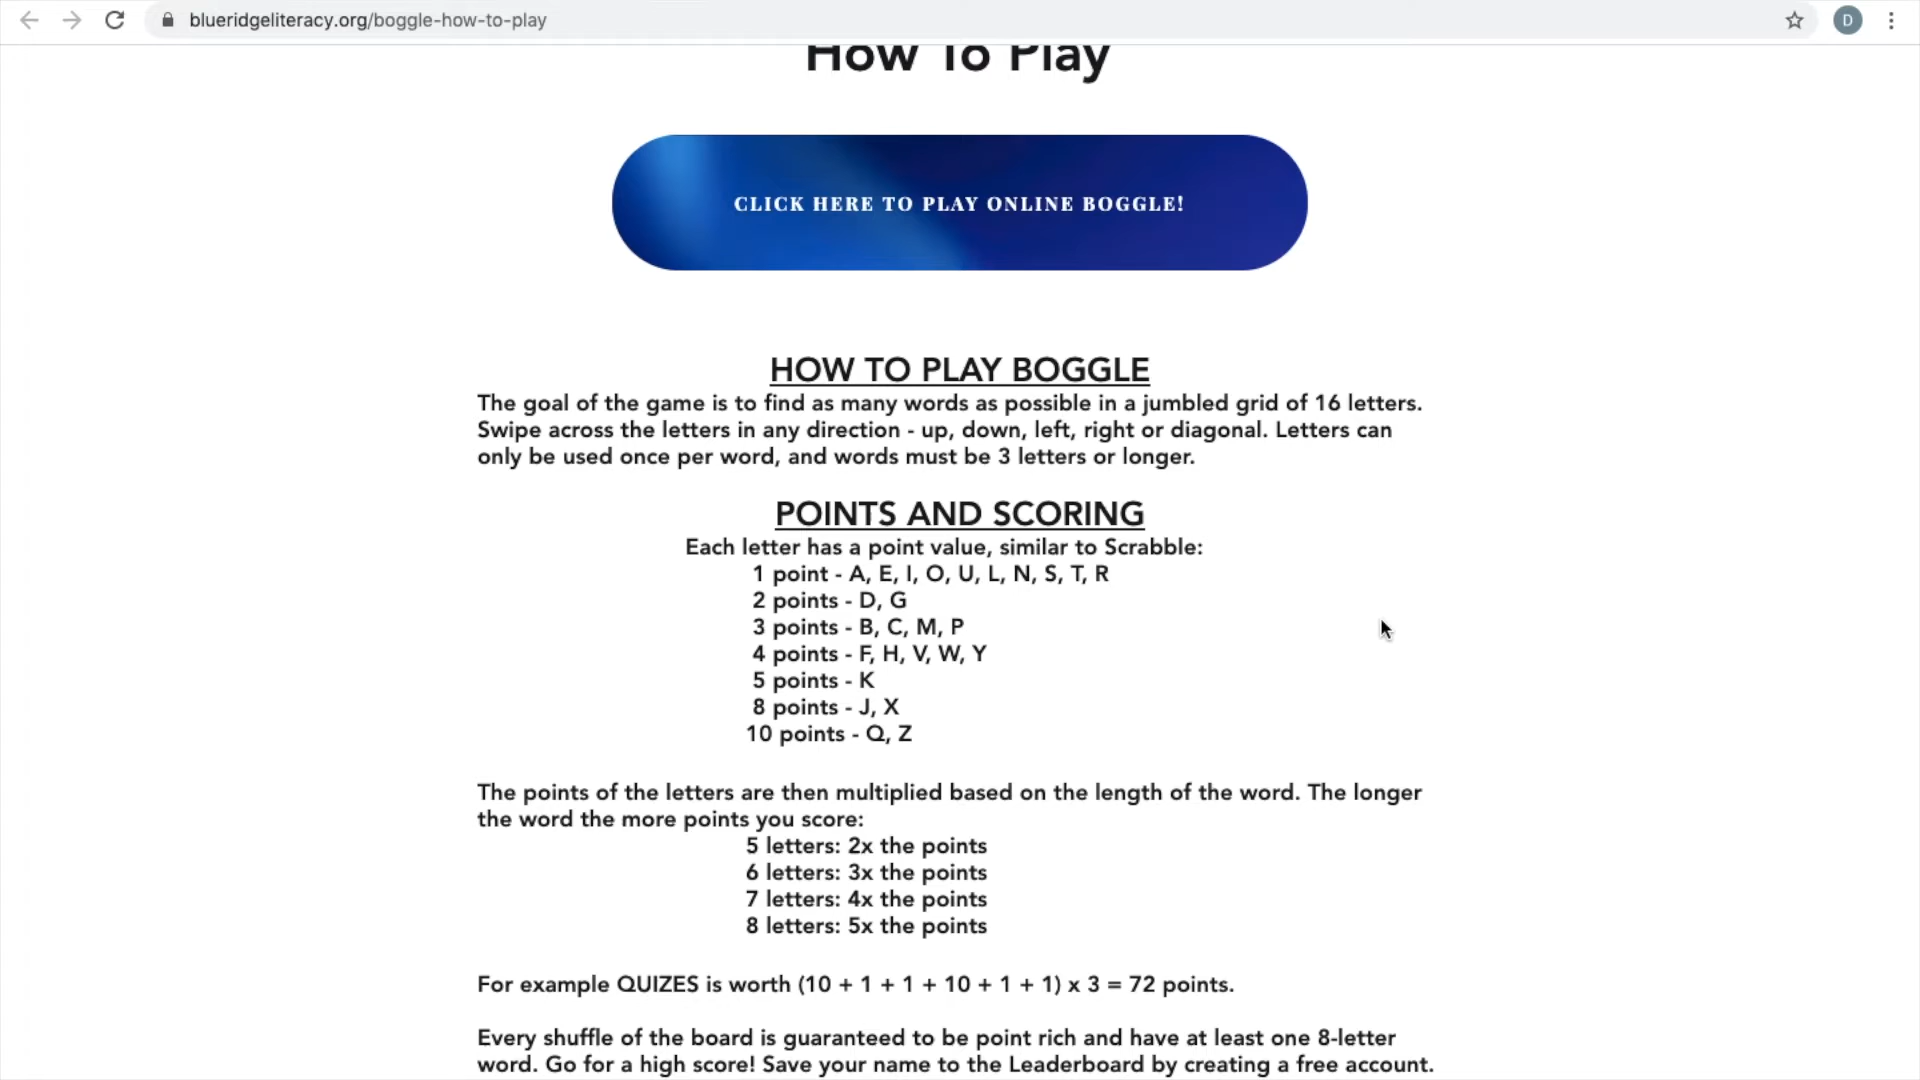 blueridgeliteracy.org/boggle-how-to-play
D
How To Play
CLICK HERE TO PLAY ONLINE BOGGLE!
HOW TO PLAY BOGGLE
The goal of the game is to find as many words as possible in a jumbled grid of 16 letters.
Swipe across the letters in any direction - up, down, left, right or diagonal. Letters can
only be used once per word, and words must be 3 letters or longer.
POINTS AND SCORING
Each letter has a point value, similar to Scrabble:
1 point - A, E, I, O, U, L, N, S, T, R
2 points - D, G
3 points - B, C, M, P
4 points - F, H, V, W, Y
5 points - K
8 points - J, X
10 points - Q, Z
The points of the letters are then multiplied based on the length of the word. The longer
the word the more points you score:
5 letters: 2x the points
6 letters: 3x the points
7 letters: 4x the points
8 letters: 5x the points
For example QUIZES is worth (10 + 1 + 1 + 10 + 1 + 1) x 3 = 72 points.
Every shuffle of the board is guaranteed to be point rich and have at least one 8-letter
word. Go for a high score! Save your name to the Leaderboard by creating a free account.